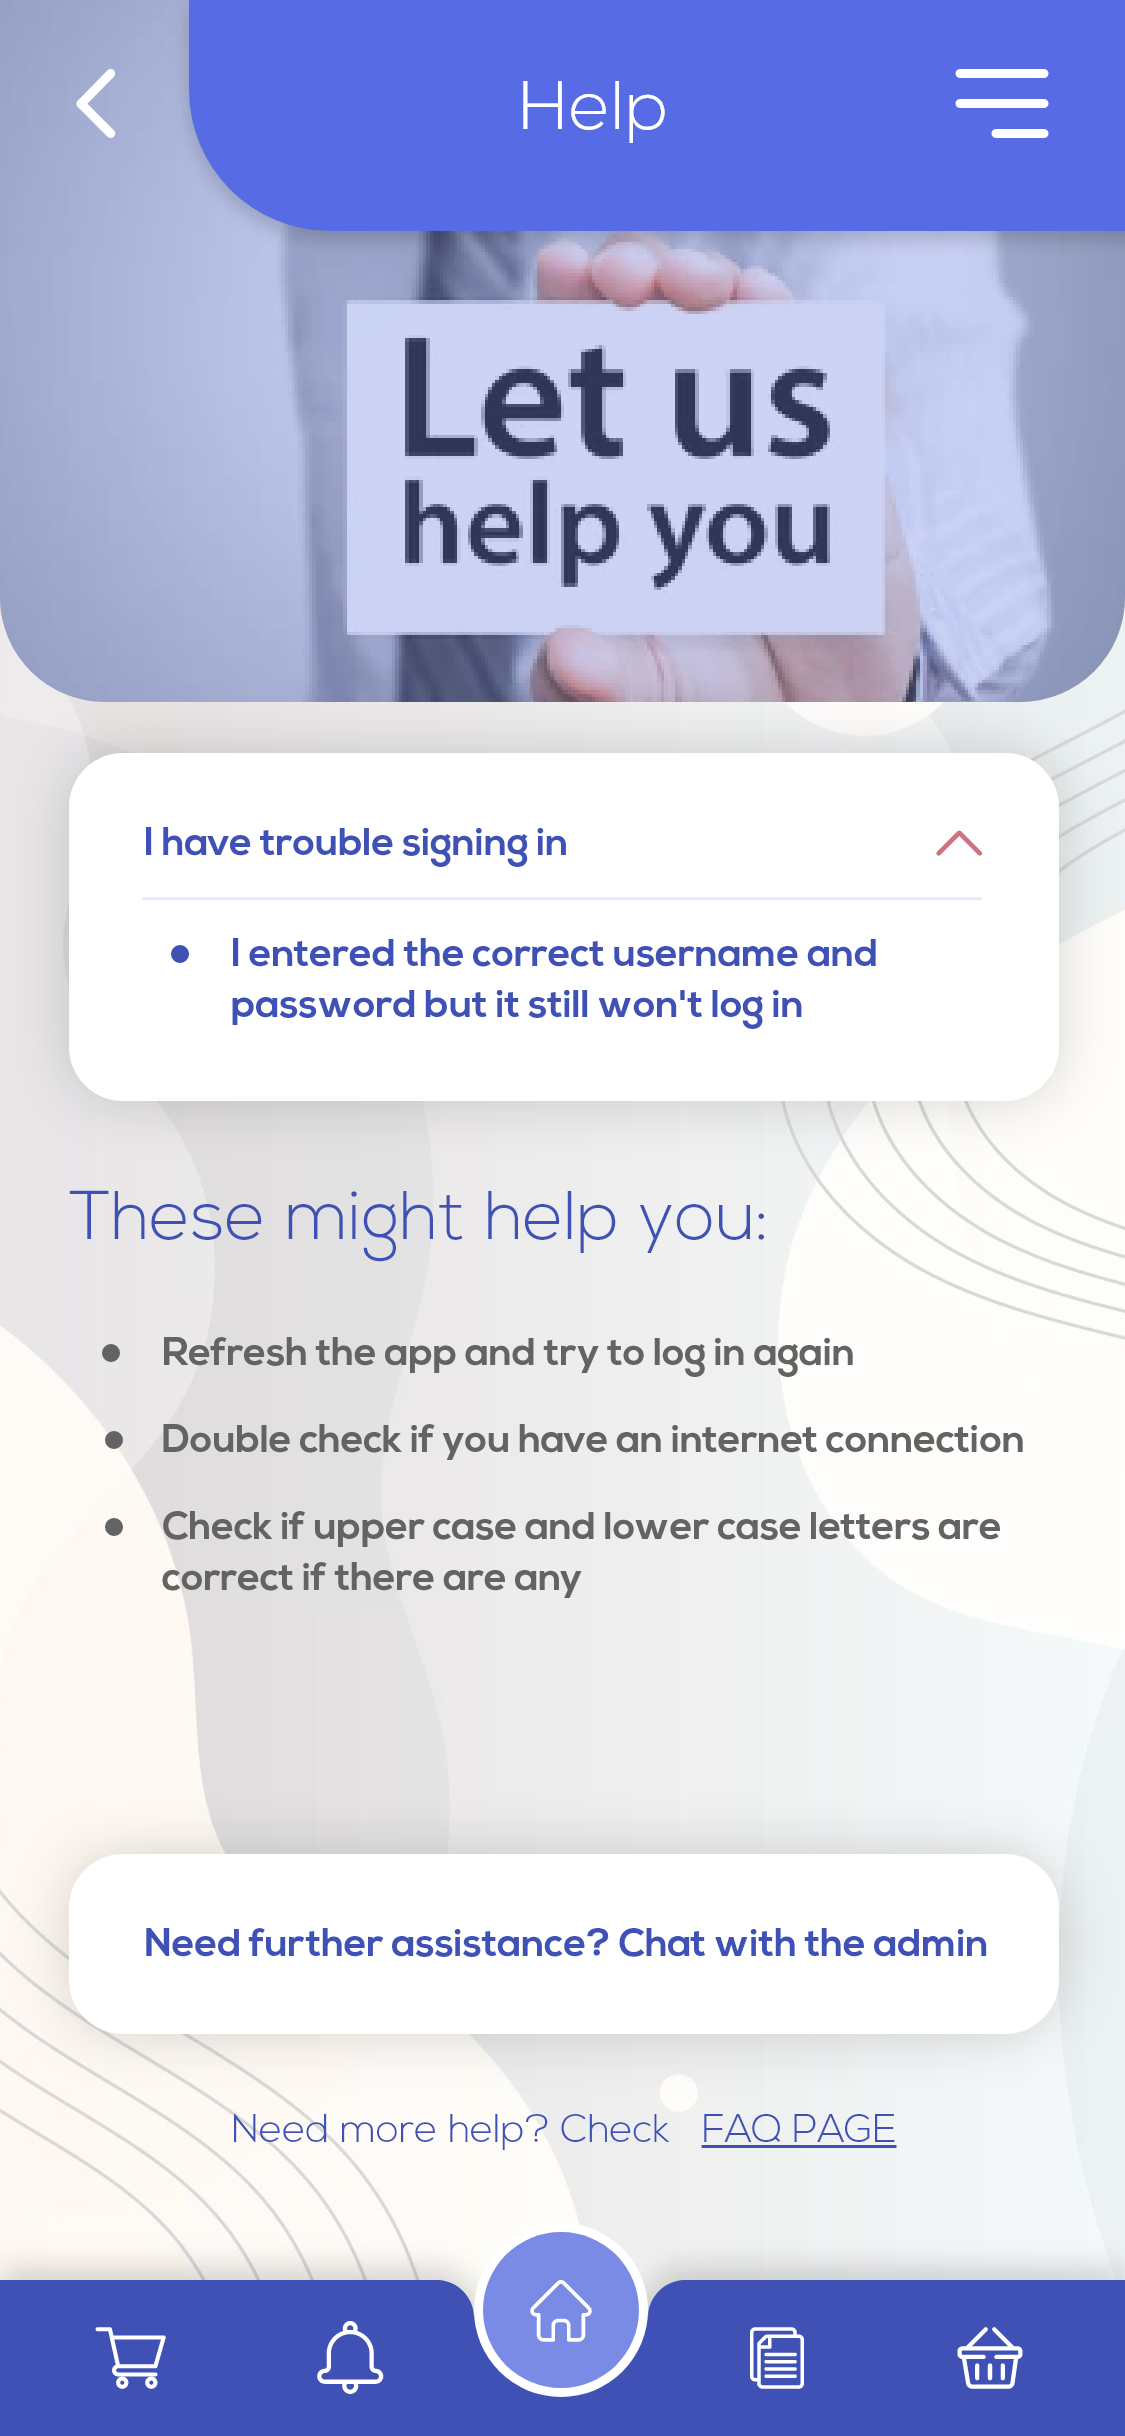 Help
Let us
help you
I have trouble signing in
I entered the correct username and
password but it still won't log in
These might help you:
Refresh the app and try to log in again
Double check if you have an internet connection
Check if upper case and lower case letters are
correct if there are any
Need further assistance? Chat with the admin
Need more help? Check FAQ PAGE